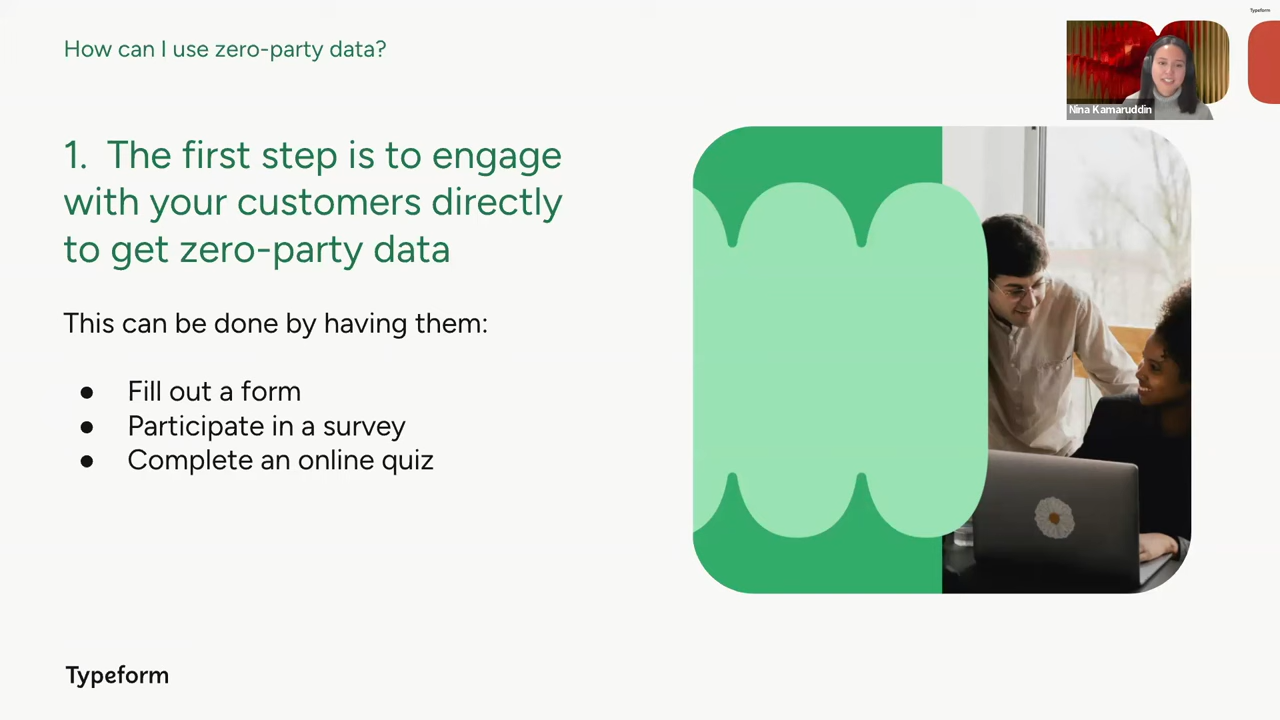 Typeform
How can I use zero-party data?
Nina Kamaruddin
1. The first step is to engage
with your customers directly
to get zero-party data
This can be done by having them:
● Fill out a form
● Participate in a survey
● Complete an online quiz
Typeform